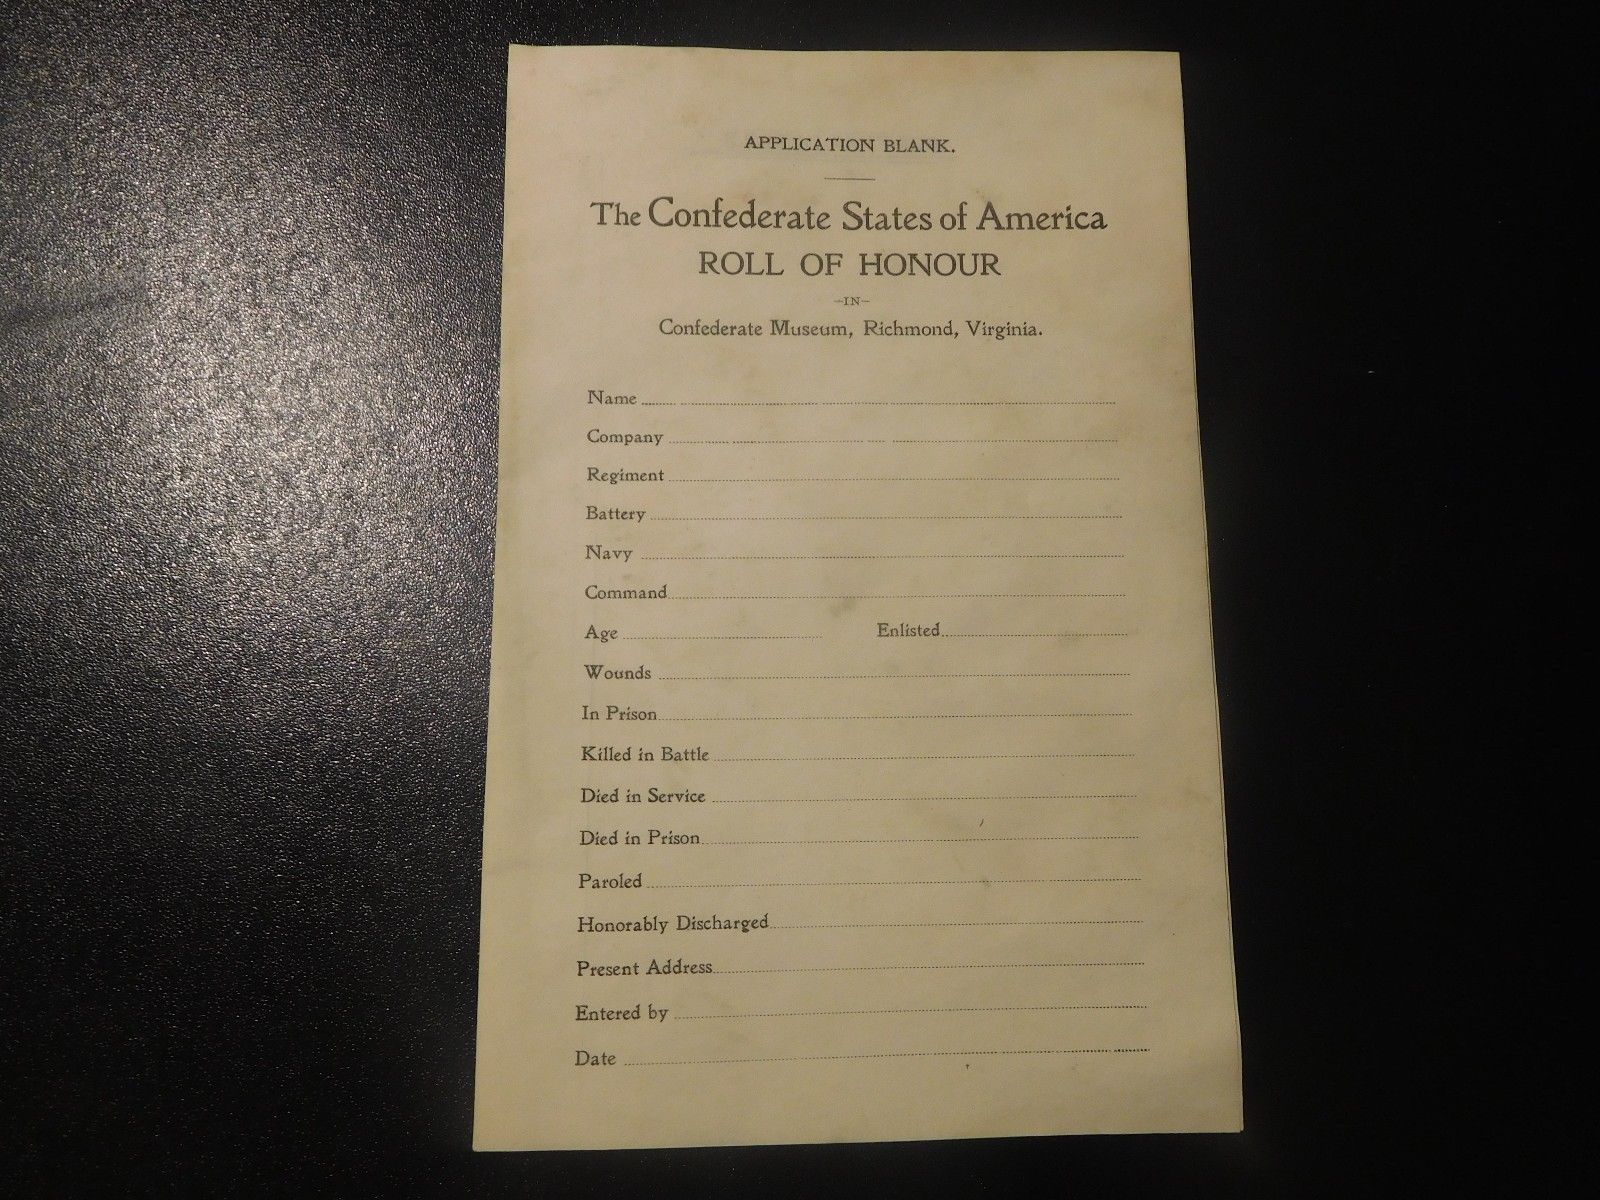 APPLICATION BLANK.
The Confederate States of America
ROLL OF HONOUR
-IN-
Confederate Museum, Richmond, Virginia.
Name
Company
Regiment
Battery
Navy
Command
Age Enlisted
Wounds
In Prison
Killed in Battle
Died in Service
Died in Prison
Paroled
Honorably Discharged
Present Address
Entered by
Date